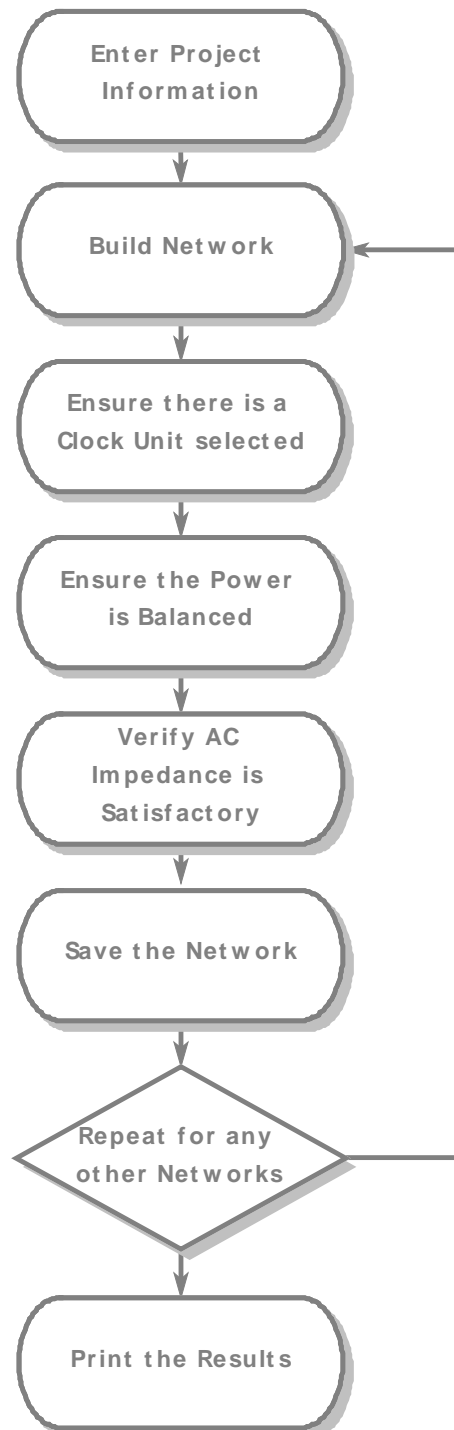 Enter Project
Information
Build Network
Ensure there is a
Clock Unit selected
Ensure the Power
is Balanced
Verify AC
Impedance is
Satisfactory
Save the Network
Repeat for any
other Networks
Print the Results